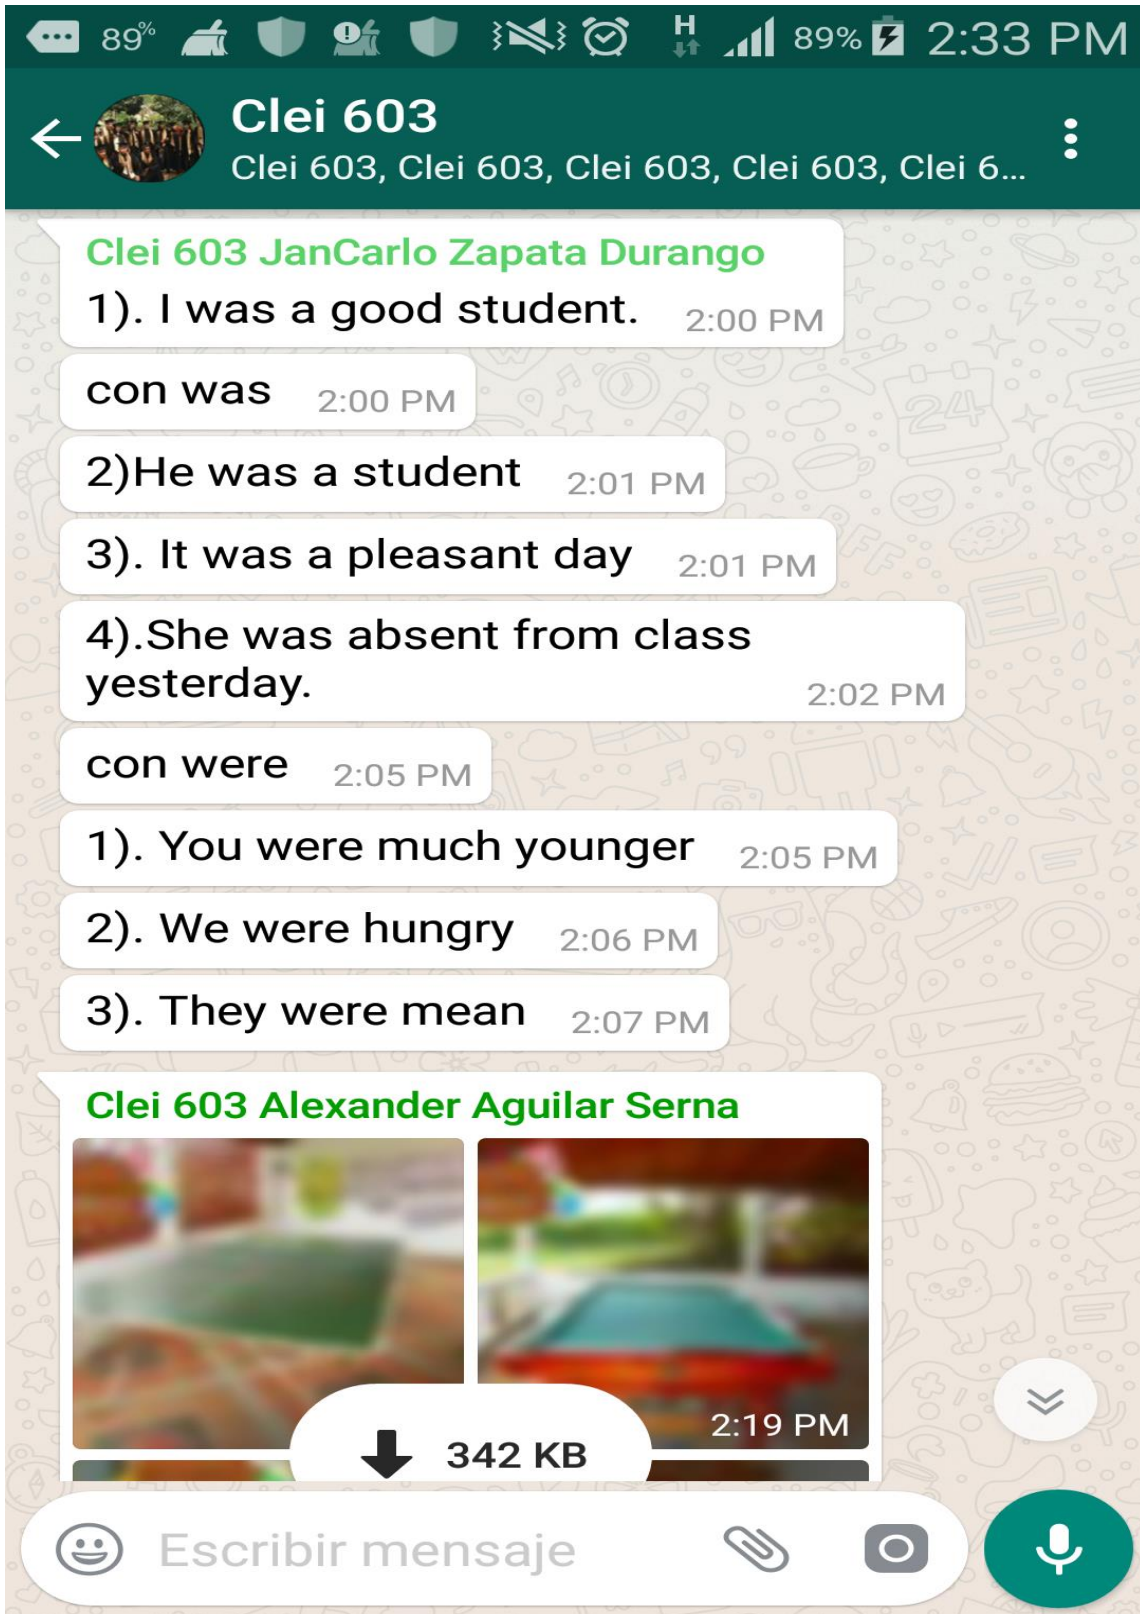 89%
H
89%
2:33 PM
Clei 603
Clei 603, Clei 603, Clei 603, Clei 603, Clei 6...
Clei 603 JanCarlo Zapata Durango
1). I was a good student. 2:00 PM
con was 2:00 PM
2)He was a student 2:01 PM
3). It was a pleasant day 2:01 PM
4).She was absent from class
yesterday. 2:02 PM
con were 2:05 PM
1). You were much younger 2:05 PM
2). We were hungry 2:06 PM
3). They were mean 2:07 PM
Clei 603 Alexander Aguilar Serna
2:19 PM
342 KB
Escribir mensaje